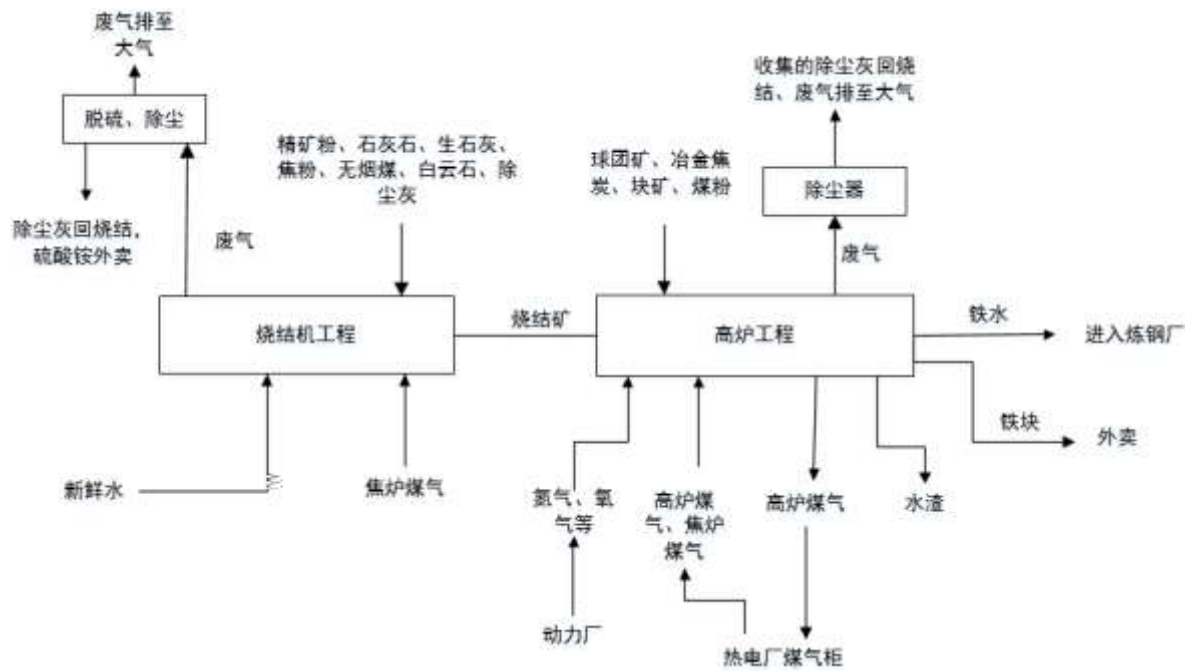 废气排至
大气
脱硫、除尘
除尘灰回烧结，
硫酸铵外卖
废气
精矿粉、石灰石、生石灰、
焦粉、无烟煤、白云石、除
尘灰
球团矿、冶金焦
炭、块矿、煤粉
收集的除尘灰回烧
结、废气排至大气
除尘器
废气
烧结机工程
烧结矿
高炉工程
铁水
进入炼钢厂
铁块
外卖
新鲜水
焦炉煤气
氮气、氧
气等
高炉煤
气、焦炉
煤气
高炉煤气
水渣
动力厂
热电厂煤气柜